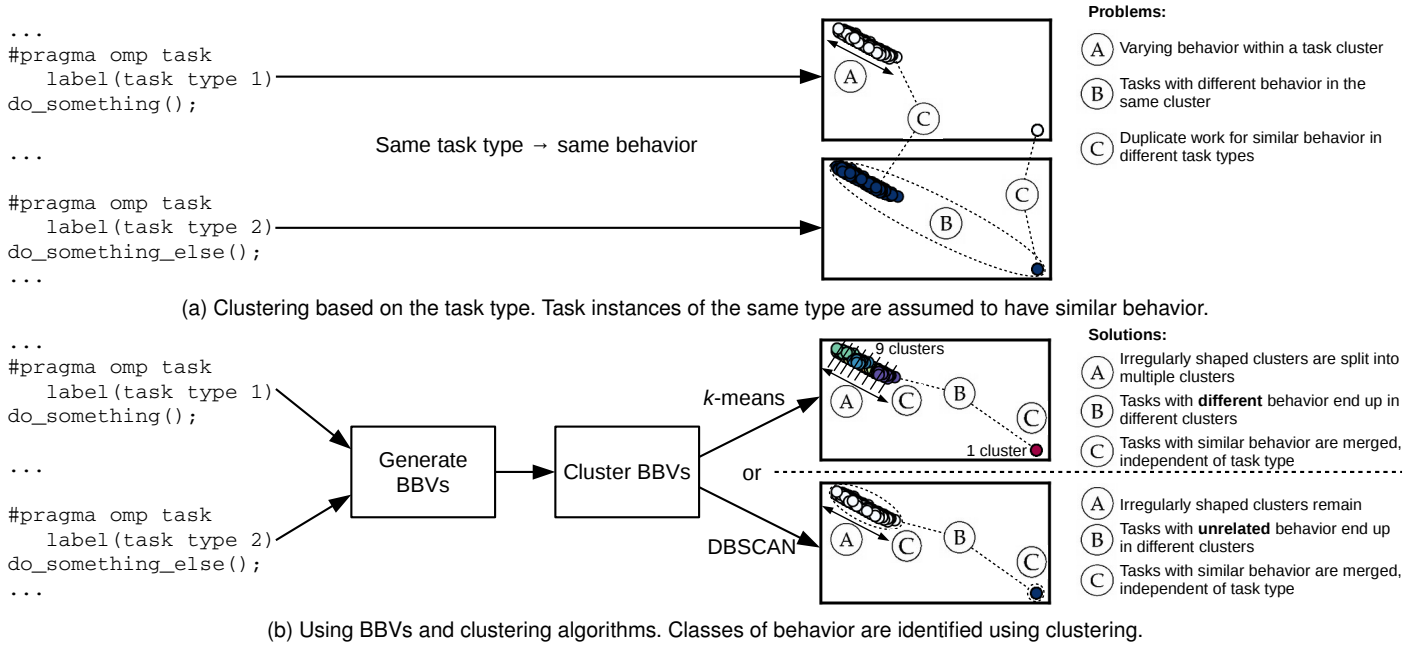 ...
#pragma omp task
label(task type 1)
do_something();
...
#pragma omp task
label(task type 2)
do_something_else();
...
Same task type → same behavior
A
C
B
C
Problems:
A Varying behavior within a task cluster
B Tasks with different behavior in the
same cluster
C Duplicate work for similar behavior in
different task types
(a) Clustering based on the task type. Task instances of the same type are assumed to have similar behavior.
...
#pragma omp task
label(task type 1)
do_something();
...
#pragma omp task
label(task type 2)
do_something_else();
...
Generate
BBVs
Cluster BBVs
k-means
or
DBSCAN
9 clusters
A
C
B
C
1 cluster
A
C
B
C
Solutions:
A Irregularly shaped clusters are split into
multiple clusters
B Tasks with different behavior end up in
different clusters
C Tasks with similar behavior are merged,
independent of task type
A Irregularly shaped clusters remain
B Tasks with unrelated behavior end up
in different clusters
C Tasks with similar behavior are merged,
independent of task type
(b) Using BBVs and clustering algorithms. Classes of behavior are identified using clustering.